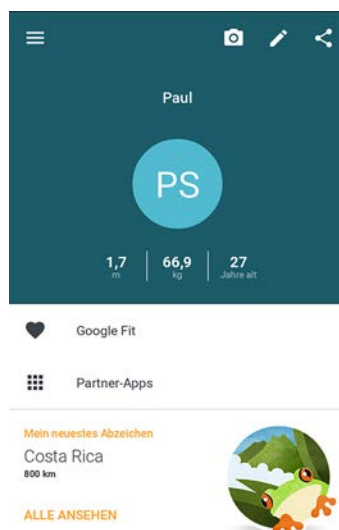 Paul
PS
1,7 66,9 27
m kg Jahre alt
Google Fit
Partner-Apps
Mein neuestes Abzeichen
Costa Rica
800 km
ALLE ANSEHEN